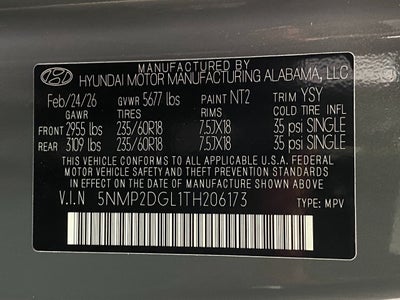 MANUFACTURED BY
HYUNDAI MOTOR MANUFACTURING ALABAMA, LLC
Feb/24/26 GVWR 5677 lbs PAINT NT2 TRIM YSY
GAWR TIRES RIMS COLD TIRE INFL
FRONT 2955 lbs 235/60R18 7.5JX18 35 psi SINGLE
REAR 3109 lbs 235/60R18 7.5JX18 35 psi SINGLE
THIS VEHICLE CONFORMS TO ALL APPLICABLE U.S.A. FEDERAL
MOTOR VEHICLE SAFETY AND THEFT PREVENTION STANDARDS
IN EFFECT ON THE DATE OF MANUFACTURE SHOWN ABOVE.
V.I.N 5NMP2DGL1TH206173 TYPE: MPV